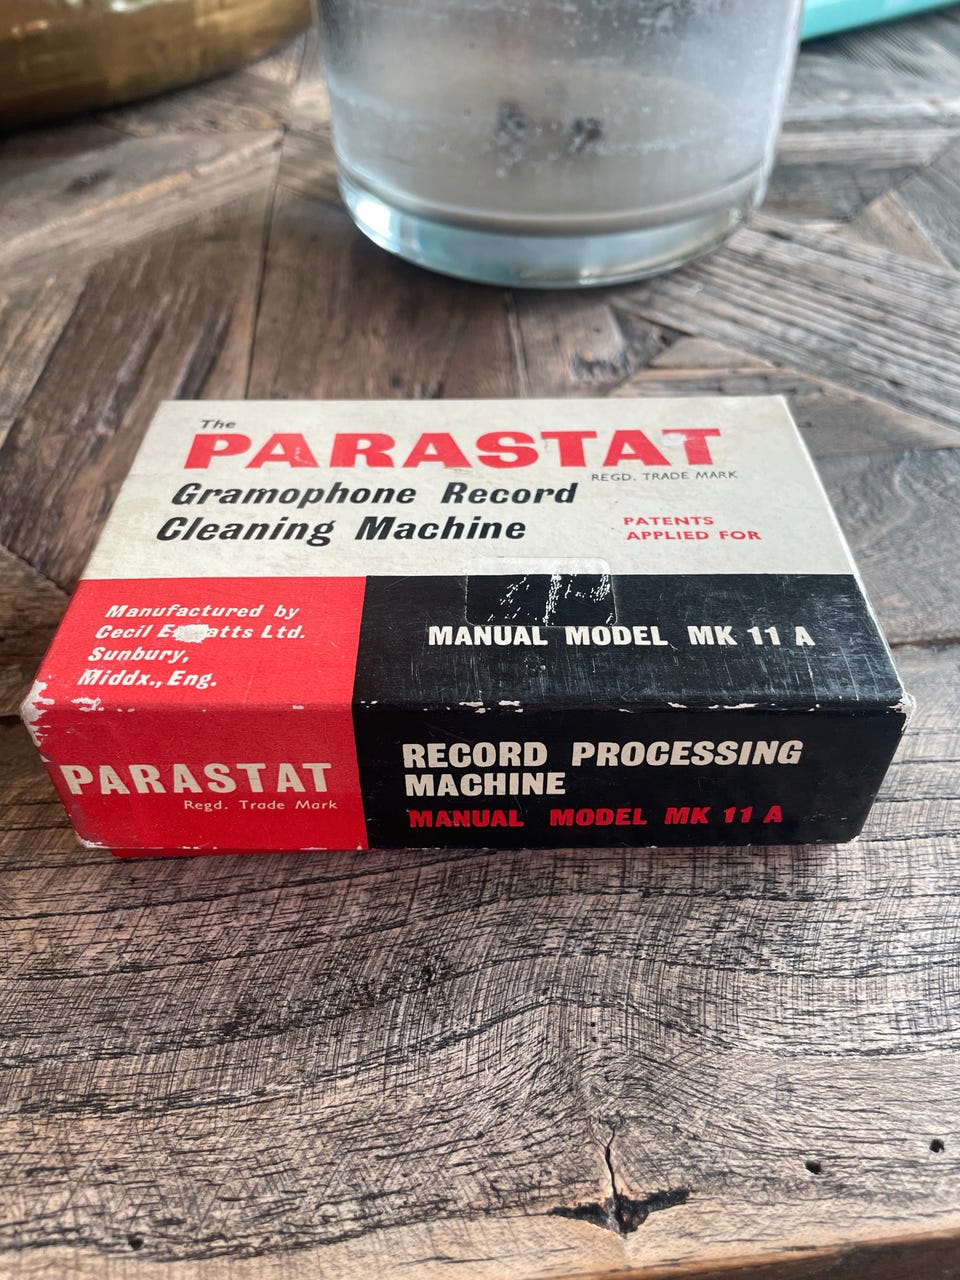 The
PARASTAT
REGD. TRADE MARK
Gramophone Record
Cleaning Machine
PATENTS
APPLIED FOR
Manufactured by
Cecil Ltd.
Sunbury,
Middx., Eng.
MANUAL MODEL MK 11 A
PARASTAT
Regd. Trade Mark
RECORD PROCESSING
MACHINE
MANUAL MODEL MK 11 A